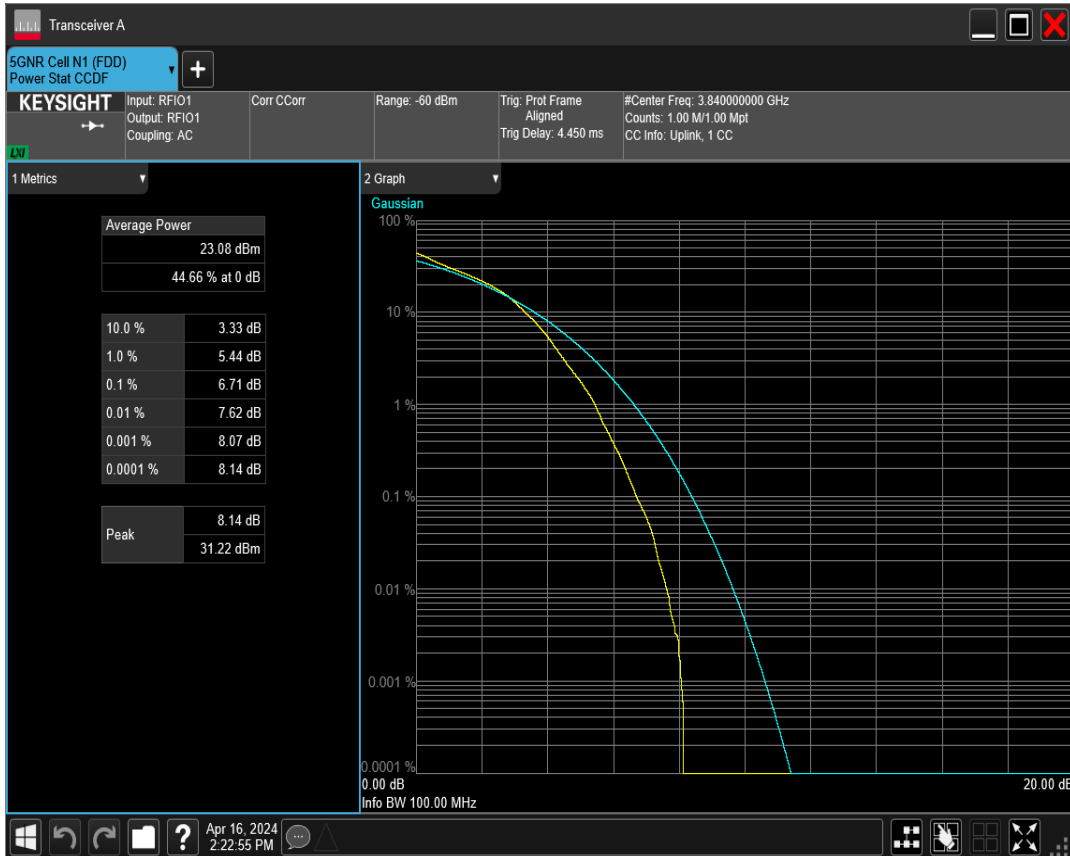 Transceiver A
5GNR Cell N1 (FDD)
Power Stat CCDF
+
KEYSIGHT
LXI
Input: RFIO1
Output: RFIO1
Coupling: AC
Corr CCorr
Range: -60 dBm
Trig: Prot Frame
Aligned
Trig Delay: 4.450 ms
#Center Freq: 3.840000000 GHz
Counts: 1.00 M/1.00 Mpt
CC Info: Uplink, 1 CC
1 Metrics
Average Power
23.08 dBm
44.66 % at 0 dB
10.0 % 3.33 dB
1.0 % 5.44 dB
0.1 % 6.71 dB
0.01 % 7.62 dB
0.001 % 8.07 dB
0.0001 % 8.14 dB
Peak
8.14 dB
31.22 dBm
2 Graph
Gaussian
100 %
10 %
1 %
0.1 %
0.01 %
0.001 %
0.0001 %
0.00 dB 20.00 dB
Info BW 100.00 MHz
?
Apr 16, 2024
2:22:55 PM